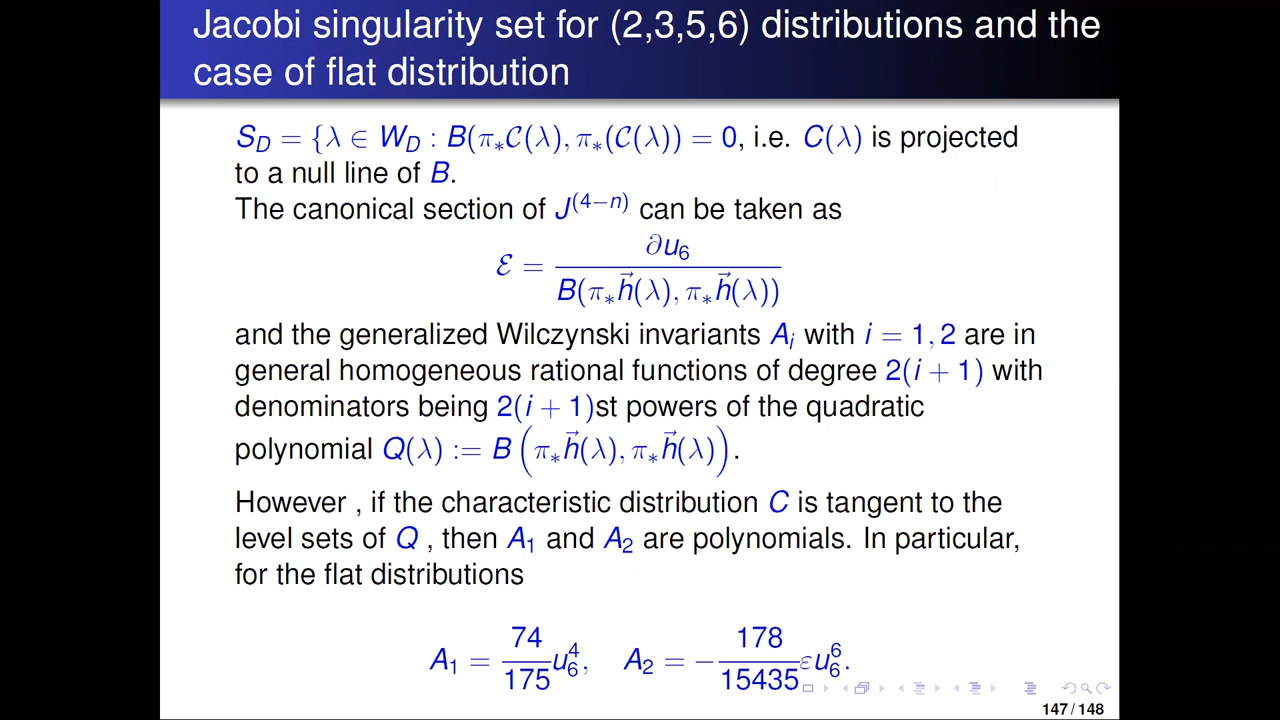 Jacobi singularity set for (2,3,5,6) distributions and the
case of flat distribution
S_D = {λ ∈ W_D : B(π_*𝒞(λ), π_*(𝒞(λ)) = 0, i.e. C(λ) is projected
to a null line of B.
The canonical section of J^{(4−n)} can be taken as
ℰ = ∂u_6 / B(π_*\vec{h}(λ), π_*\vec{h}(λ))
and the generalized Wilczynski invariants A_i with i = 1, 2 are in
general homogeneous rational functions of degree 2(i + 1) with
denominators being 2(i + 1)st powers of the quadratic
polynomial Q(λ) := B(π_*\vec{h}(λ), π_*\vec{h}(λ)).
However , if the characteristic distribution C is tangent to the
level sets of Q , then A_1 and A_2 are polynomials. In particular,
for the flat distributions
A_1 = 74/175 u_6^4, A_2 = −178/15435 εu_6^6.
147 / 148